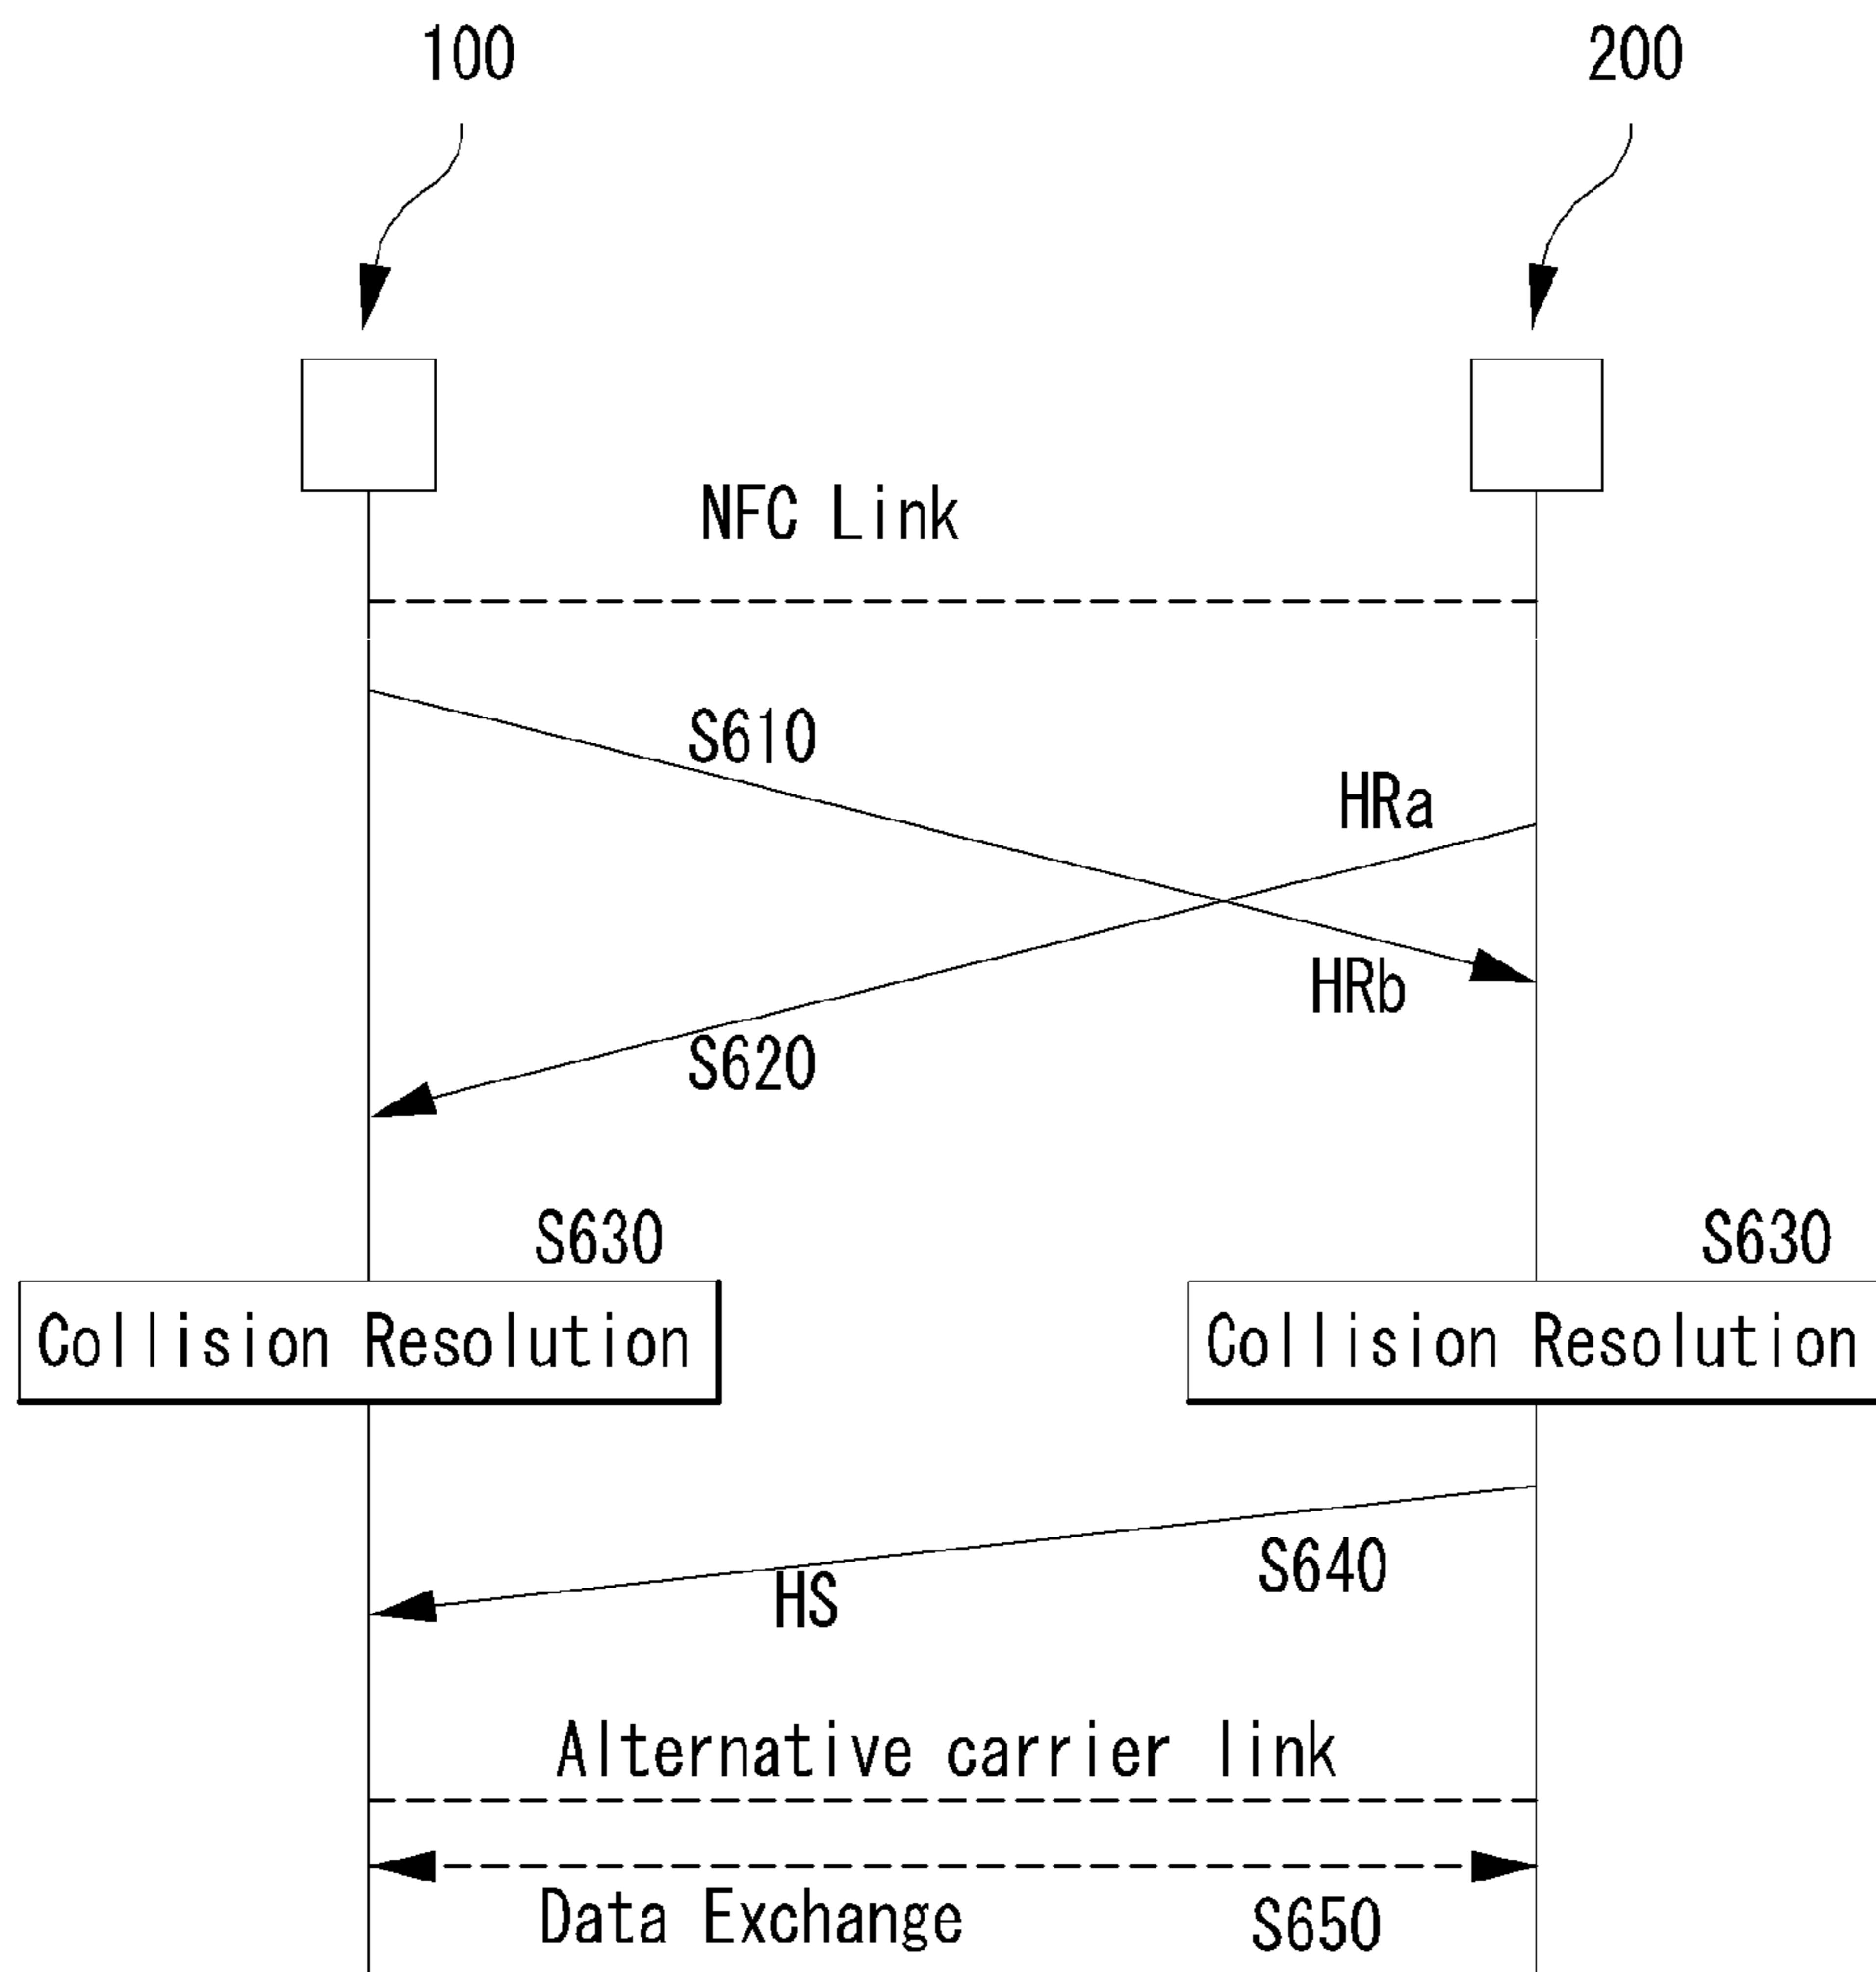 100
200
NFC Link
S610
HRa
HRb
S620
S630
S630
Collision Resolution
Collision Resolution
S640
HS
Alternative carrier link
Data Exchange
S650